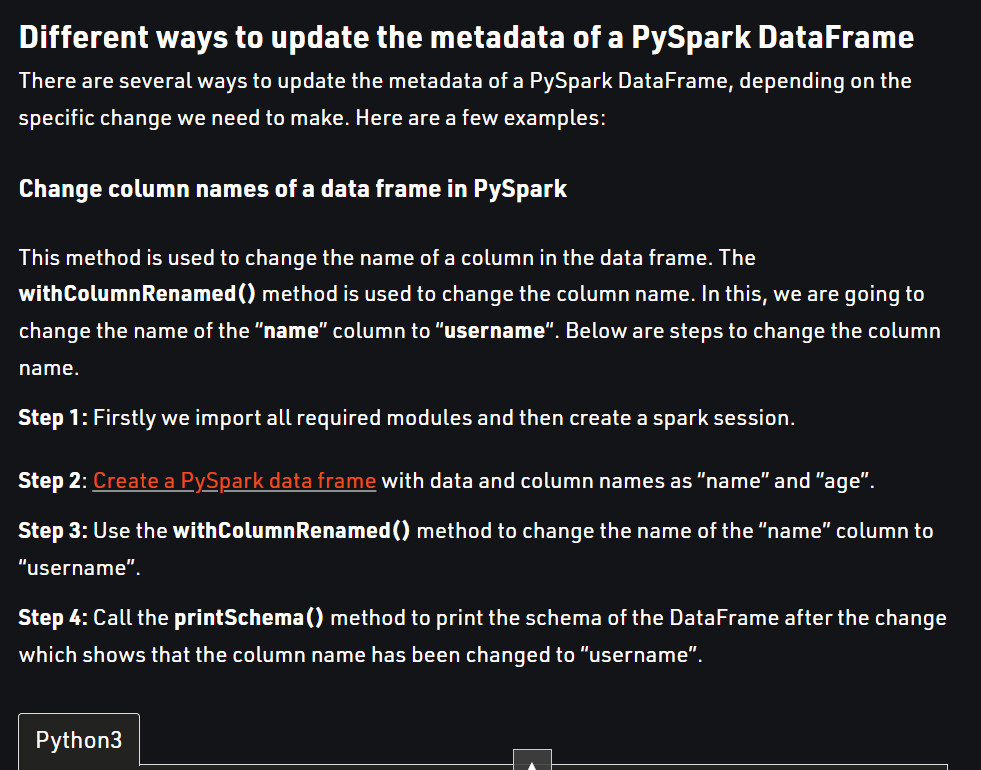 Different ways to update the metadata of a PySpark DataFrame
There are several ways to update the metadata of a PySpark DataFrame, depending on the
specific change we need to make. Here are a few examples:
Change column names of a data frame in PySpark
This method is used to change the name of a column in the data frame. The
withColumnRenamed() method is used to change the column name. In this, we are going to
change the name of the “name” column to “username“. Below are steps to change the column
name.
Step 1: Firstly we import all required modules and then create a spark session.
Step 2: Create a PySpark data frame with data and column names as “name” and “age”.
Step 3: Use the withColumnRenamed() method to change the name of the “name” column to
“username”.
Step 4: Call the printSchema() method to print the schema of the DataFrame after the change
which shows that the column name has been changed to “username”.
Python3